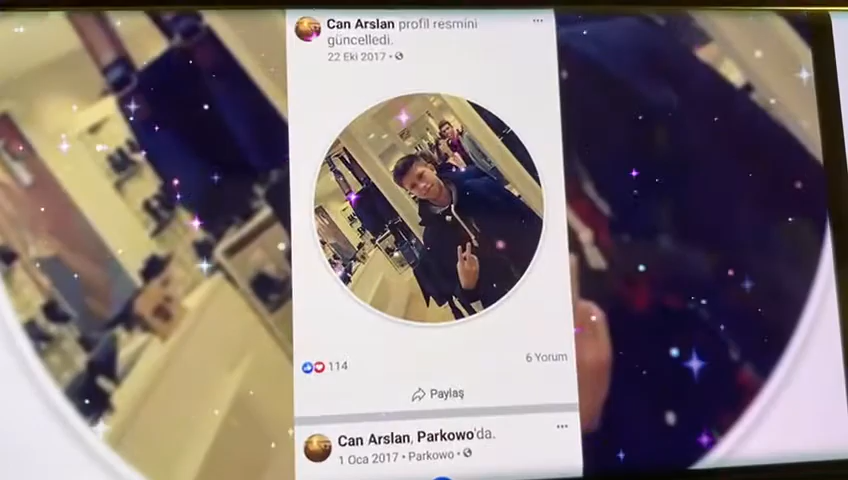 Can Arslan profil resmini
güncelledi.
22 Eki 2017 •
114
6 Yorum
Paylaş
Can Arslan, Parkowo'da.
1 Oca 2017 • Parkowo •